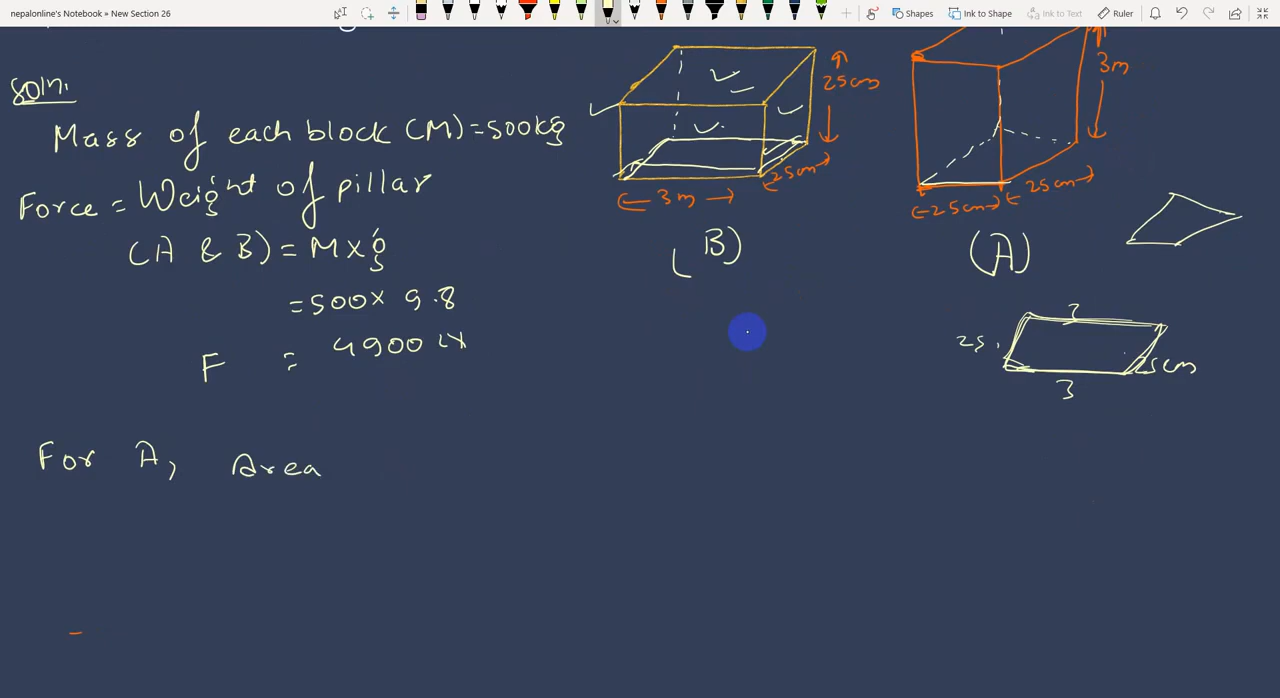 nepalonline's Notebook » New Section 26
Shapes
Ink to Shape
Ink to Text
Ruler
Soln.
Mass of each block (M) = 500kg
Force = Weight of pillar
(A & B) = M x g
= 500 x 9.8
F = 4900 N
For A, Area
25cm
25cm
3m
(B)
3m
25cm
25cm
(A)
3
25
25cm
3